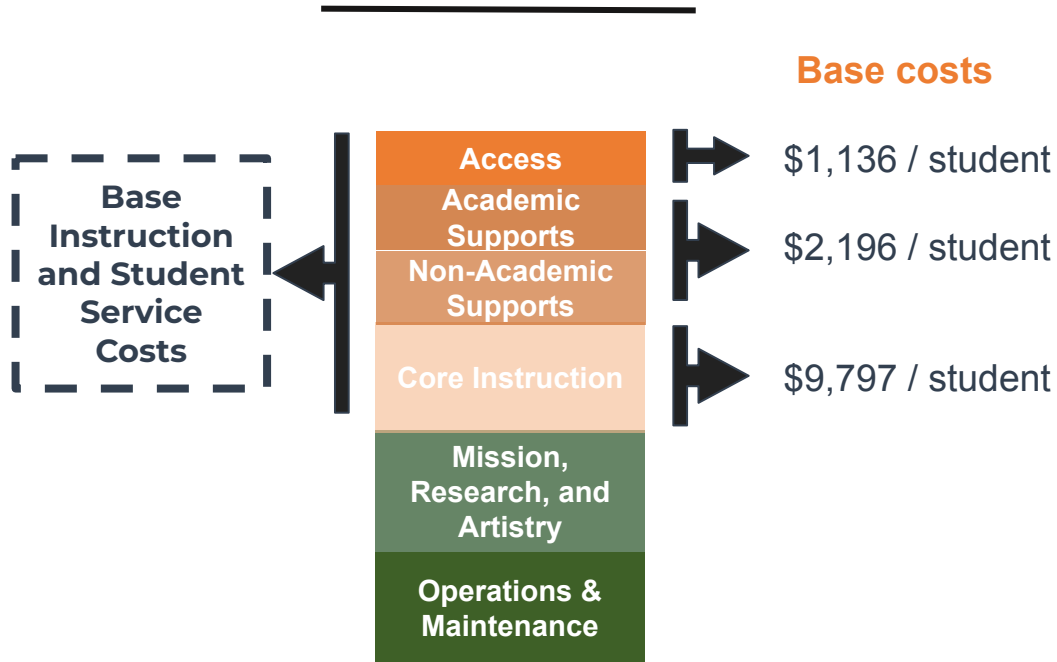 Base costs
Base
Instruction
and Student
Service
Costs
Access
Academic
Supports
Non-Academic
Supports
Core Instruction
Mission,
Research, and
Artistry
Operations &
Maintenance
$1,136 / student
$2,196 / student
$9,797 / student